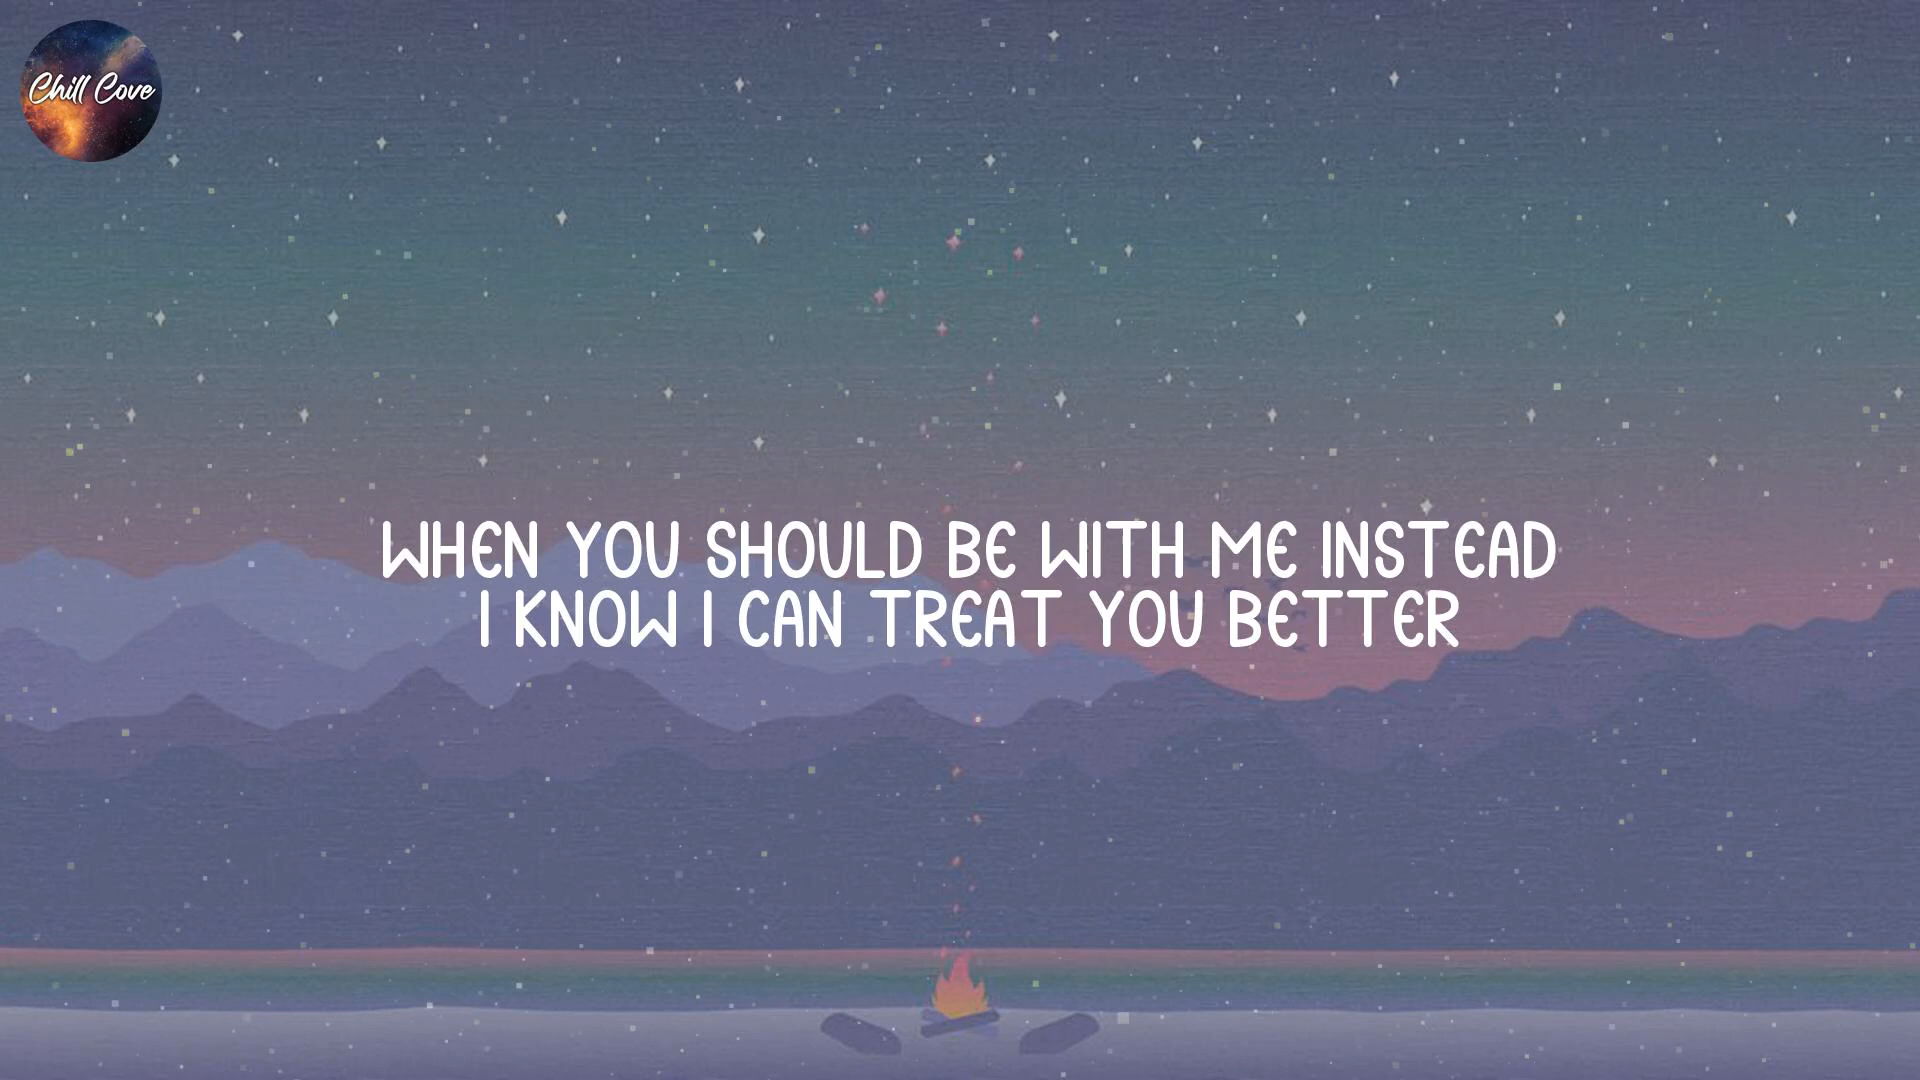 Chill Cove
WHEN YOU SHOULD BE WITH ME INSTEAD
I KNOW I CAN TREAT YOU BETTER